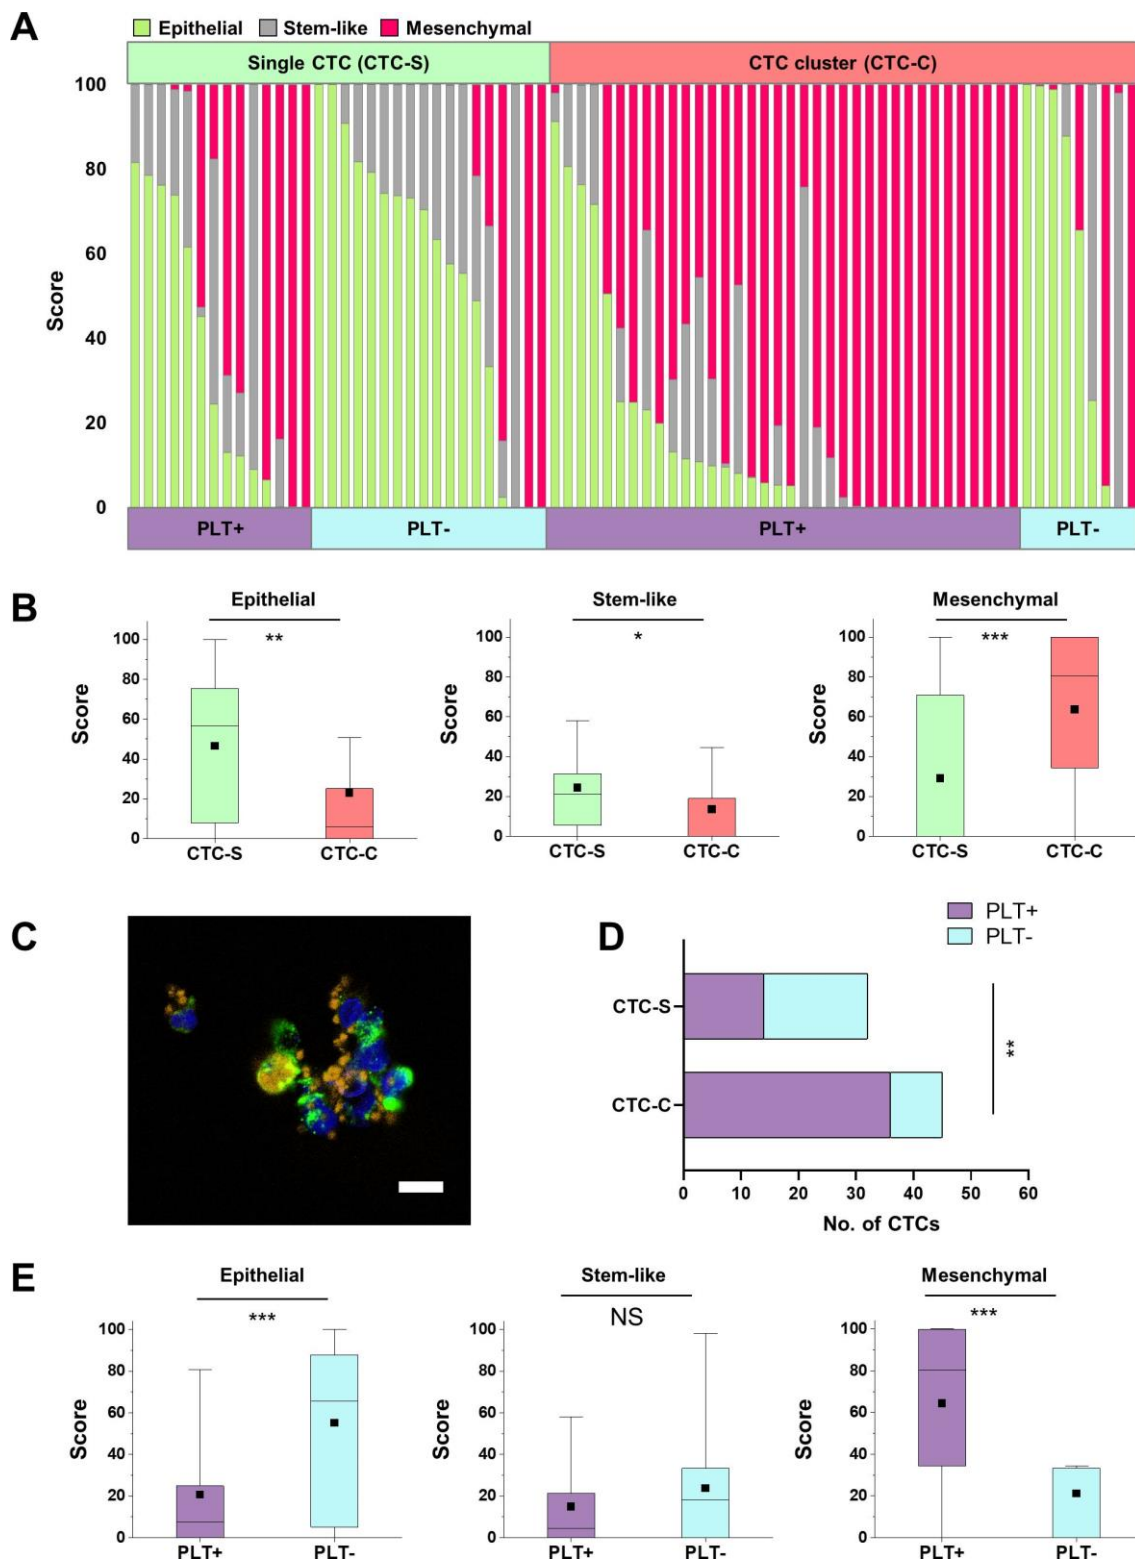 A
Epithelial Stem-like Mesenchymal
Single CTC (CTC-S) CTC cluster (CTC-C)
100
80
60
40
20
0
Score
PLT+ PLT- PLT+ PLT-
B
Epithelial
**
100
80
60
40
20
0
Score
CTC-S CTC-C
Stem-like
*
100
80
60
40
20
0
Score
CTC-S CTC-C
Mesenchymal
***
100
80
60
40
20
0
Score
CTC-S CTC-C
C
D
PLT+
PLT-
CTC-S
CTC-C
**
0 10 20 30 40 50 60
No. of CTCs
E
Epithelial
***
100
80
60
40
20
0
Score
PLT+ PLT-
Stem-like
NS
100
80
60
40
20
0
Score
PLT+ PLT-
Mesenchymal
***
100
80
60
40
20
0
Score
PLT+ PLT-